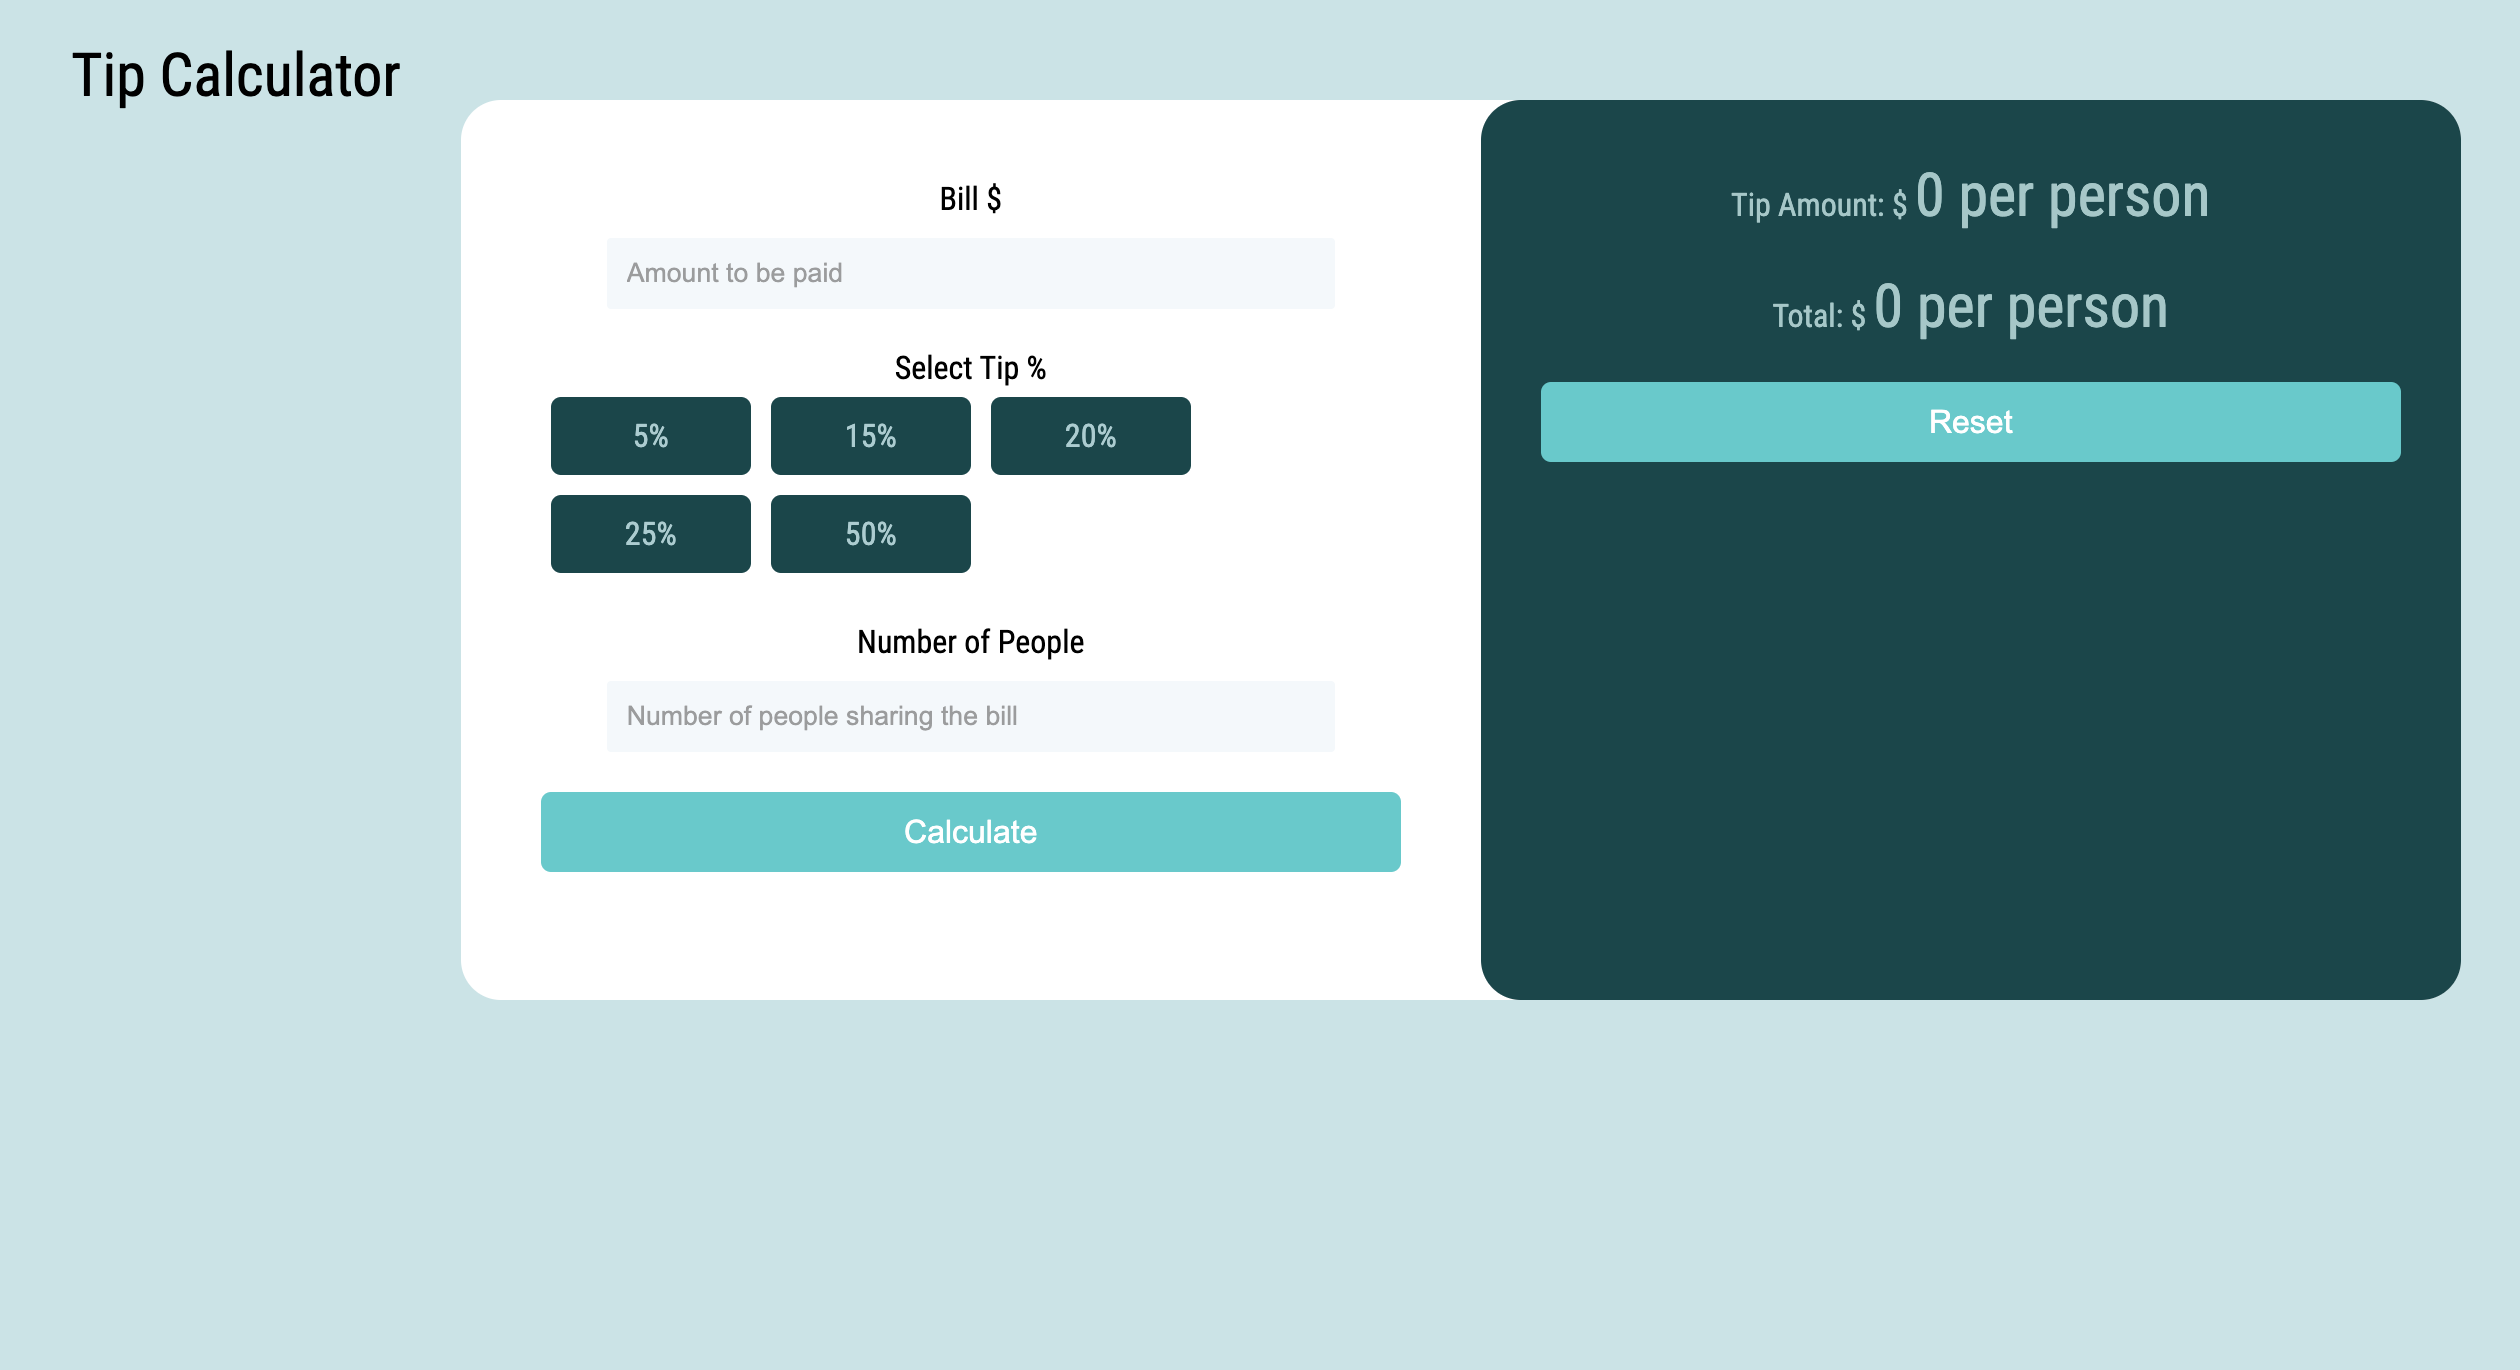 Tip Calculator
Bill $
Amount to be paid
Select Tip %
5% 15% 20%
25% 50%
Number of People
Number of people sharing the bill
Calculate
Tip Amount: $ 0 per person
Total: $ 0 per person
Reset